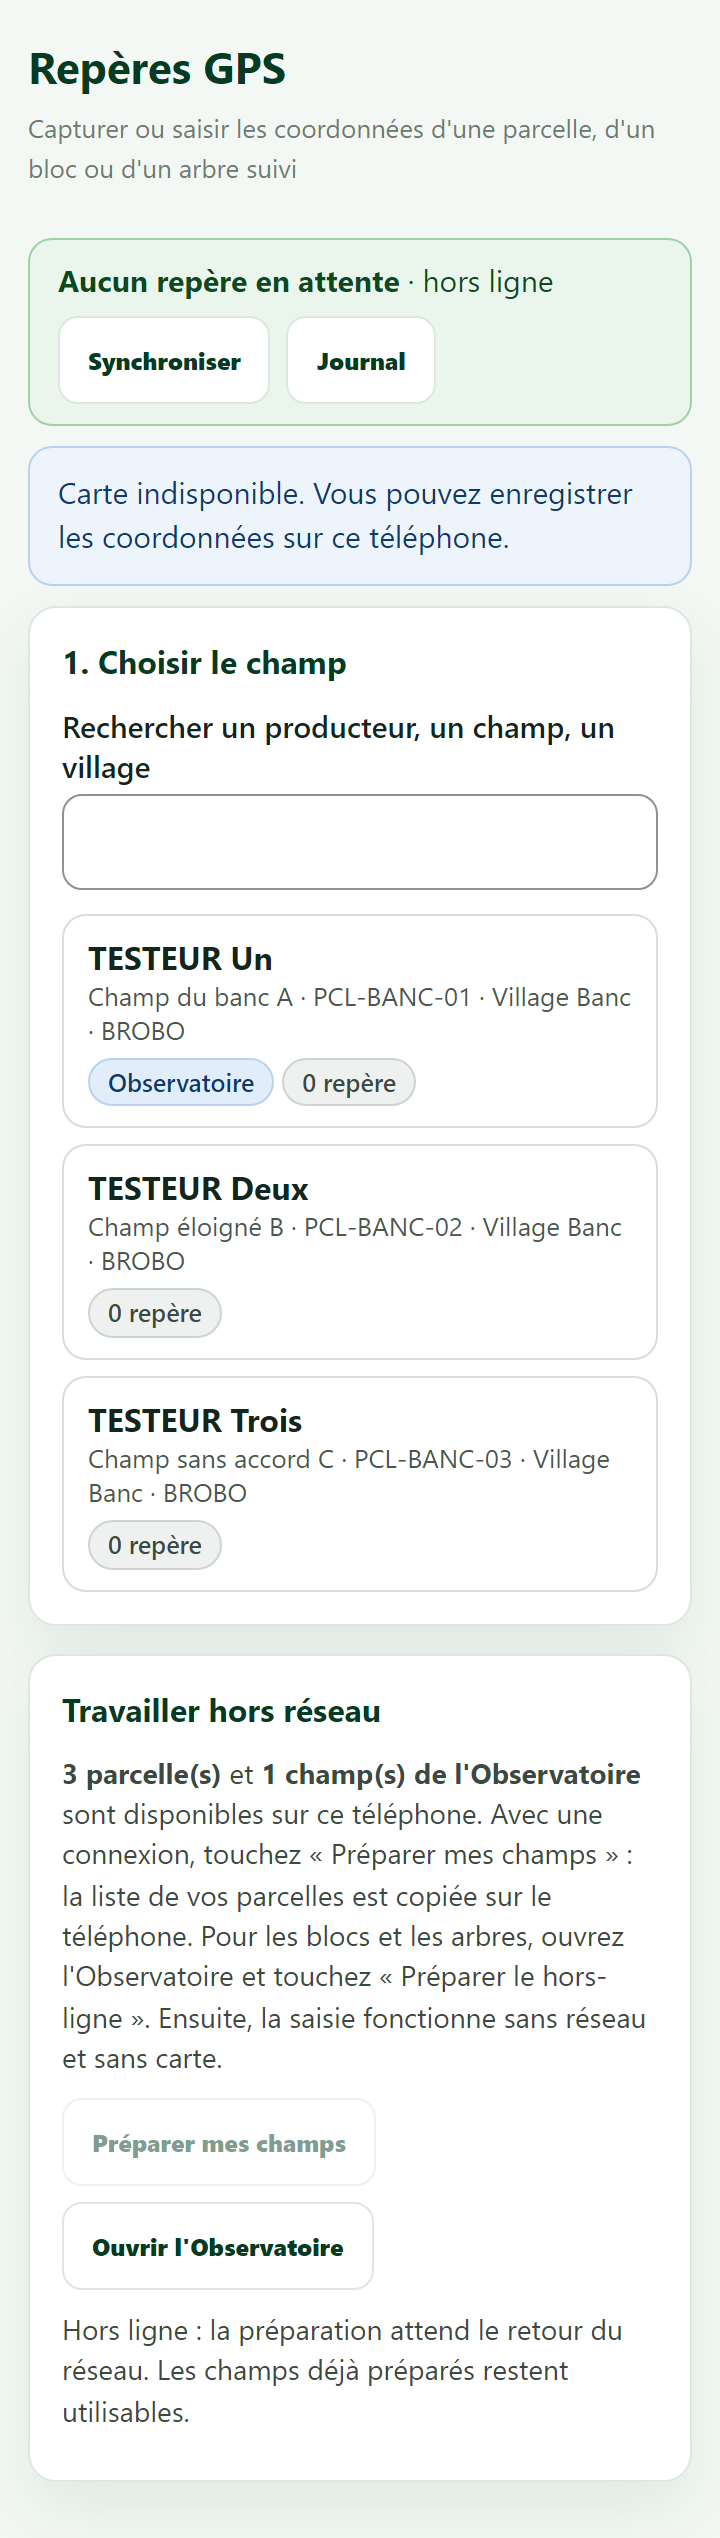 Repères GPS
Capturer ou saisir les coordonnées d'une parcelle, d'un
bloc ou d'un arbre suivi
Aucun repère en attente · hors ligne
Synchroniser
Journal
Carte indisponible. Vous pouvez enregistrer
les coordonnées sur ce téléphone.
1. Choisir le champ
Rechercher un producteur, un champ, un
village
TESTEUR Un
Champ du banc A · PCL-BANC-01 · Village Banc
· BROBO
Observatoire
0 repère
TESTEUR Deux
Champ éloigné B · PCL-BANC-02 · Village Banc
· BROBO
0 repère
TESTEUR Trois
Champ sans accord C · PCL-BANC-03 · Village
Banc · BROBO
0 repère
Travailler hors réseau
3 parcelle(s) et 1 champ(s) de l'Observatoire
sont disponibles sur ce téléphone. Avec une
connexion, touchez « Préparer mes champs » :
la liste de vos parcelles est copiée sur le
téléphone. Pour les blocs et les arbres, ouvrez
l'Observatoire et touchez « Préparer le hors-
ligne ». Ensuite, la saisie fonctionne sans réseau
et sans carte.
Préparer mes champs
Ouvrir l'Observatoire
Hors ligne : la préparation attend le retour du
réseau. Les champs déjà préparés restent
utilisables.